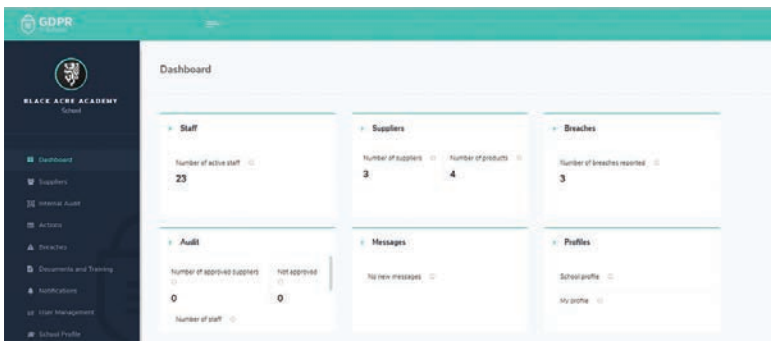 GDPR
Dashboard
BLACK ACRE ACADEMY
School
Dashboard
Suppliers
Internal Audit
Actions
Breaches
Documents and Training
Notifications
User Management
School Profile
Staff
Number of active staff
23
Suppliers
Number of suppliers
3
Number of products
4
Breaches
Number of breaches reported
3
Audit
Number of approved suppliers
0
Not approved
0
Number of staff
Messages
No new messages
Profiles
School profile
My profile